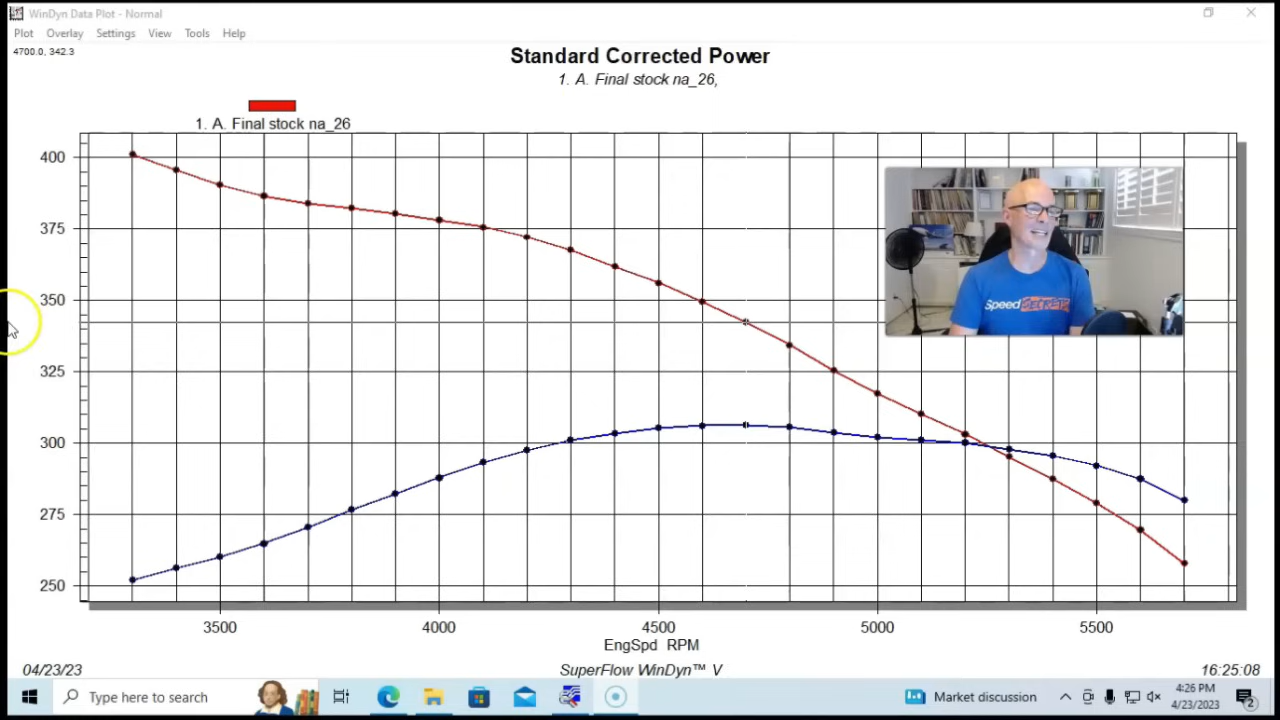 WinDyn Data Plot - Normal
Plot Overlay Settings View Tools Help
4700.0, 342.3
Standard Corrected Power
1. A. Final stock na_26,
1. A. Final stock na_26
400
375
350
325
300
275
250
Speed SECRETS
3500 4000 4500 5000 5500
EngSpd RPM
04/23/23 SuperFlow WinDyn™ V 16:25:08
Type here to search
Market discussion
4:26 PM
4/23/2023
2